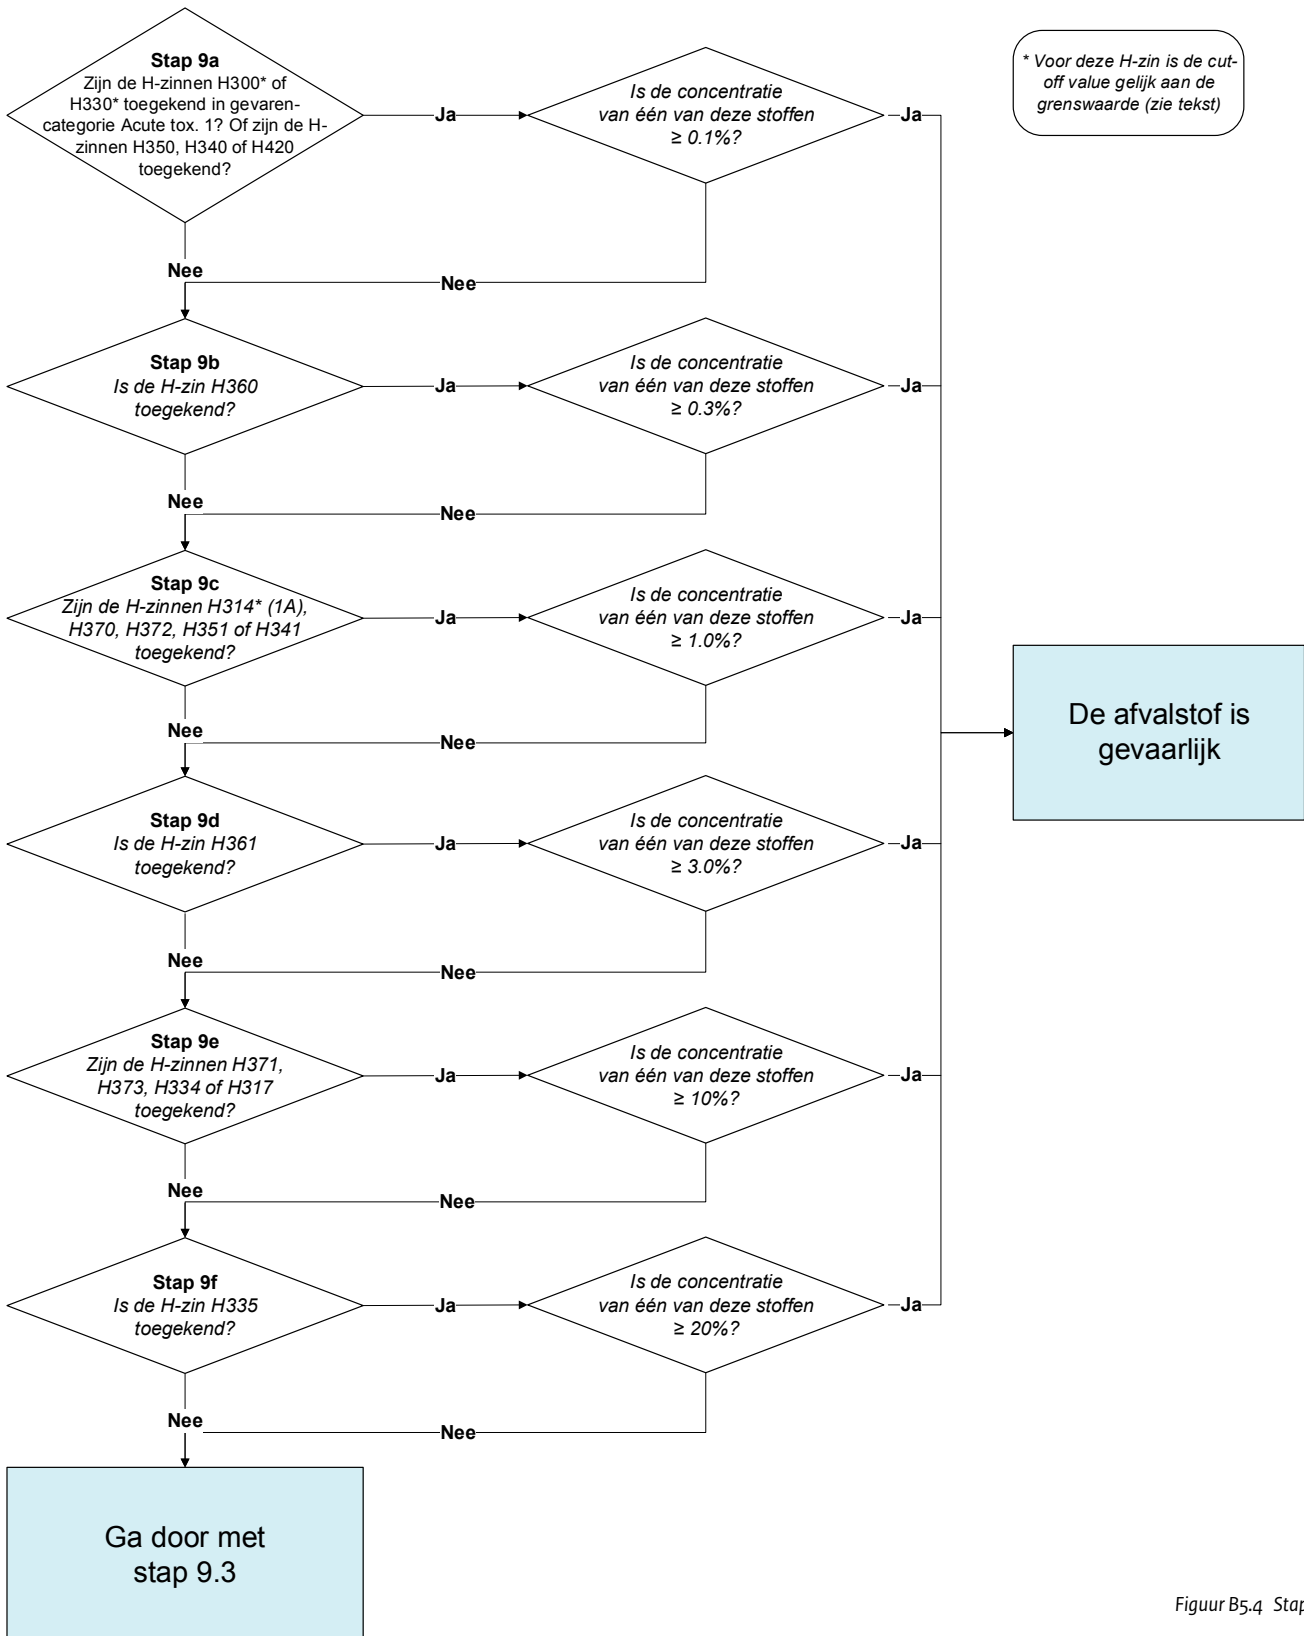 Stap 9a
Zijn de H-zinnen H300* of
H330* toegekend in gevaren-
categorie Acute tox. 1? Of zijn de H-
zinnen H350, H340 of H420
toegekend?
Ja
Is de concentratie
van één van deze stoffen
≥ 0.1%?
Ja
* Voor deze H-zin is de cut-
off value gelijk aan de
grenswaarde (zie tekst)
Nee
Nee
Stap 9b
Is de H-zin H360
toegekend?
Ja
Is de concentratie
van één van deze stoffen
≥ 0.3%?
Ja
Nee
Nee
Stap 9c
Zijn de H-zinnen H314* (1A),
H370, H372, H351 of H341
toegekend?
Ja
Is de concentratie
van één van deze stoffen
≥ 1.0%?
Ja
Nee
Nee
De afvalstof is
gevaarlijk
Stap 9d
Is de H-zin H361
toegekend?
Ja
Is de concentratie
van één van deze stoffen
≥ 3.0%?
Ja
Nee
Nee
Stap 9e
Zijn de H-zinnen H371,
H373, H334 of H317
toegekend?
Ja
Is de concentratie
van één van deze stoffen
≥ 10%?
Ja
Nee
Nee
Stap 9f
Is de H-zin H335
toegekend?
Ja
Is de concentratie
van één van deze stoffen
≥ 20%?
Ja
Nee
Nee
Ga door met
stap 9.3
Figuur B5.4 Stap